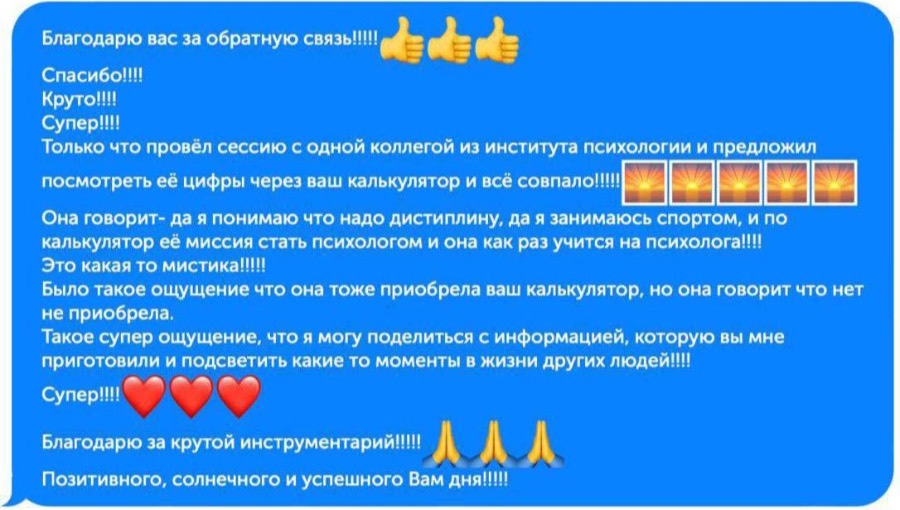 Благодарю вас за обратную связь!!!!!👍👍👍
Спасибо!!!!
Круто!!!!
Супер!!!!
Только что провёл сессию с одной коллегой из института психологии и предложил
посмотреть её цифры через ваш калькулятор и всё совпало!!!!!🌅🌅🌅🌅🌅
Она говорит- да я понимаю что надо дистиплину, да я занимаюсь спортом, и по
калькулятор её миссия стать психологом и она как раз учится на психолога!!!!
Это какая то мистика!!!!!
Было такое ощущение что она тоже приобрела ваш калькулятор, но она говорит что нет
не приобрела.
Такое супер ощущение, что я могу поделиться с информацией, которую вы мне
приготовили и подсветить какие то моменты в жизни других людей!!!!
Супер!!!!❤️❤️❤️
Благодарю за крутой инструментарий!!!!! 🙏🙏🙏
Позитивного, солнечного и успешного Вам дня!!!!!